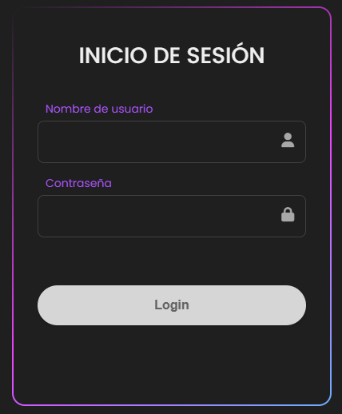 INICIO DE SESIÓN
Nombre de usuario
Contraseña
Login